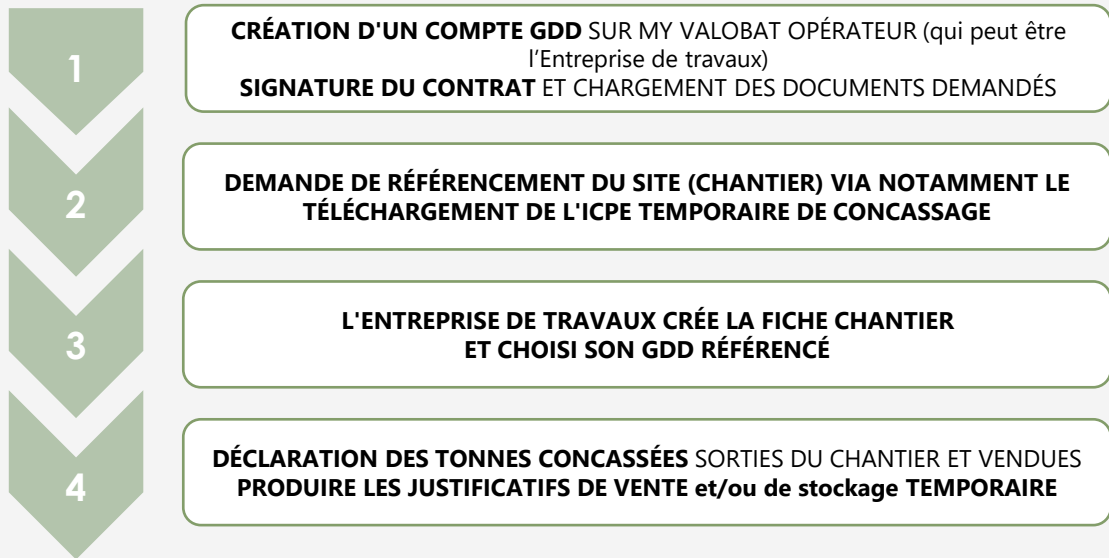 1
CRÉATION D'UN COMPTE GDD SUR MY VALOBAT OPÉRATEUR (qui peut être
l'Entreprise de travaux)
SIGNATURE DU CONTRAT ET CHARGEMENT DES DOCUMENTS DEMANDÉS
2
DEMANDE DE RÉFÉRENCEMENT DU SITE (CHANTIER) VIA NOTAMMENT LE
TÉLÉCHARGEMENT DE L'ICPE TEMPORAIRE DE CONCASSAGE
3
L'ENTREPRISE DE TRAVAUX CRÉE LA FICHE CHANTIER
ET CHOISI SON GDD RÉFÉRENCÉ
4
DÉCLARATION DES TONNES CONCASSÉES SORTIES DU CHANTIER ET VENDUES
PRODUIRE LES JUSTIFICATIFS DE VENTE et/ou de stockage TEMPORAIRE